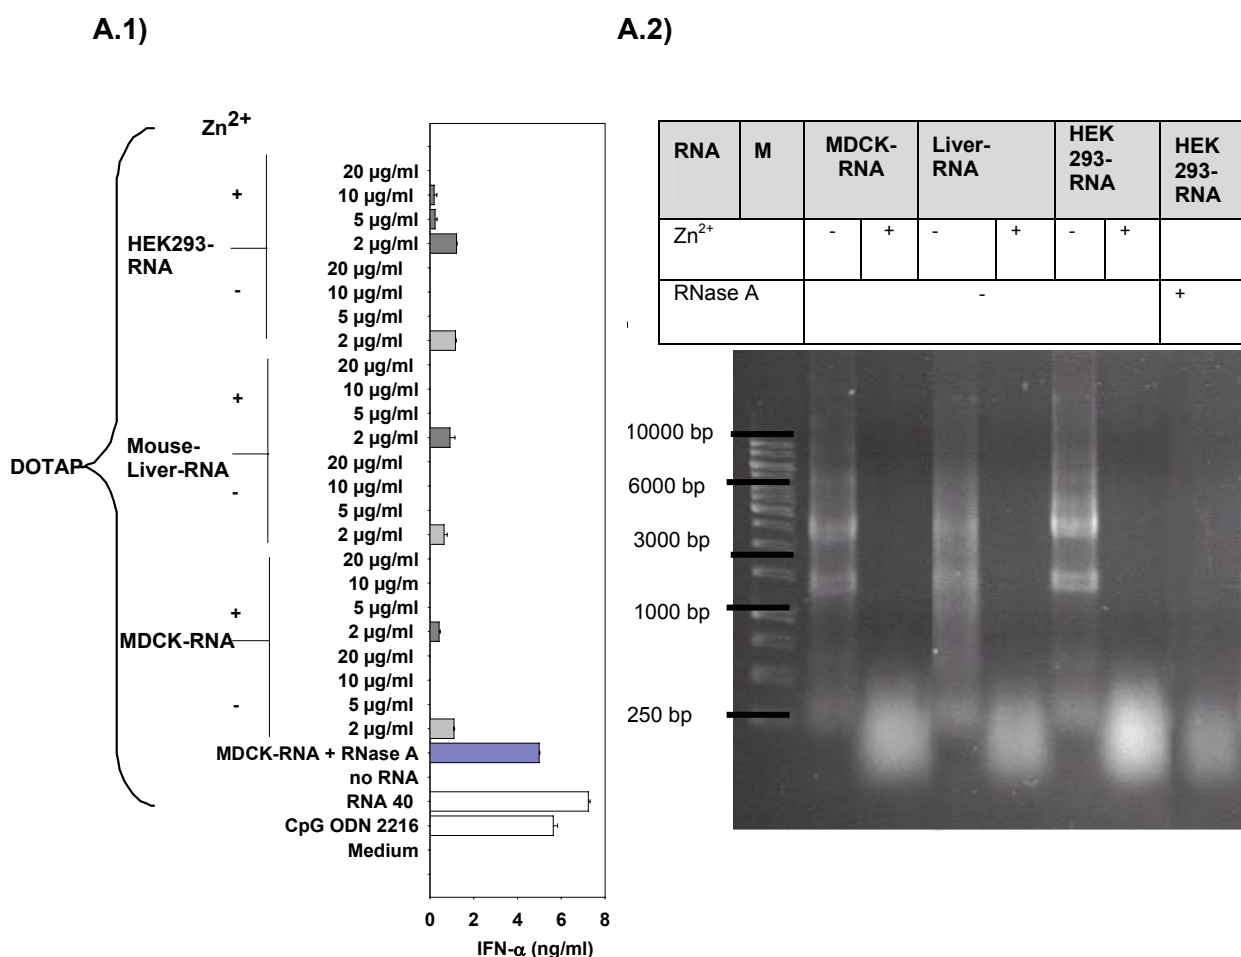 A.1)
A.2)
Zn2+
20 µg/ml
+
10 µg/ml
5 µg/ml
HEK293-
RNA
2 µg/ml
20 µg/ml
-
10 µg/ml
5 µg/ml
2 µg/ml
20 µg/ml
+
10 µg/ml
5 µg/ml
Mouse-
Liver-RNA
2 µg/ml
DOTAP
20 µg/ml
-
10 µg/ml
5 µg/ml
2 µg/ml
20 µg/ml
10 µg/m
+
5 µg/ml
MDCK-RNA
2 µg/ml
20 µg/ml
10 µg/ml
-
5 µg/ml
2 µg/ml
MDCK-RNA + RNase A
no RNA
RNA 40
CpG ODN 2216
Medium
0 2 4 6 8
IFN-α (ng/ml)
RNA M MDCK-RNA Liver-RNA HEK 293-RNA HEK 293-RNA
Zn2+ - + - + - +
RNase A - +
10000 bp
6000 bp
3000 bp
1000 bp
250 bp